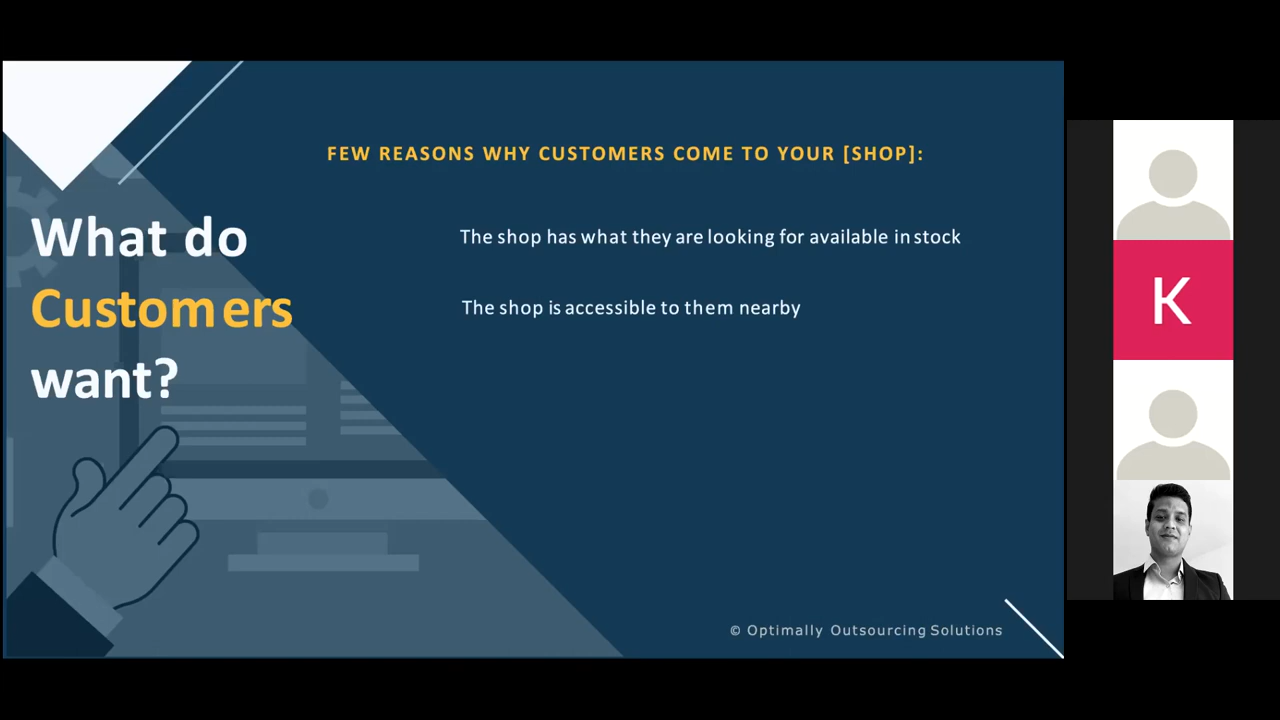 What do
Customers
want?
FEW REASONS WHY CUSTOMERS COME TO YOUR [SHOP]:
The shop has what they are looking for available in stock
The shop is accessible to them nearby
© Optimally Outsourcing Solutions
K